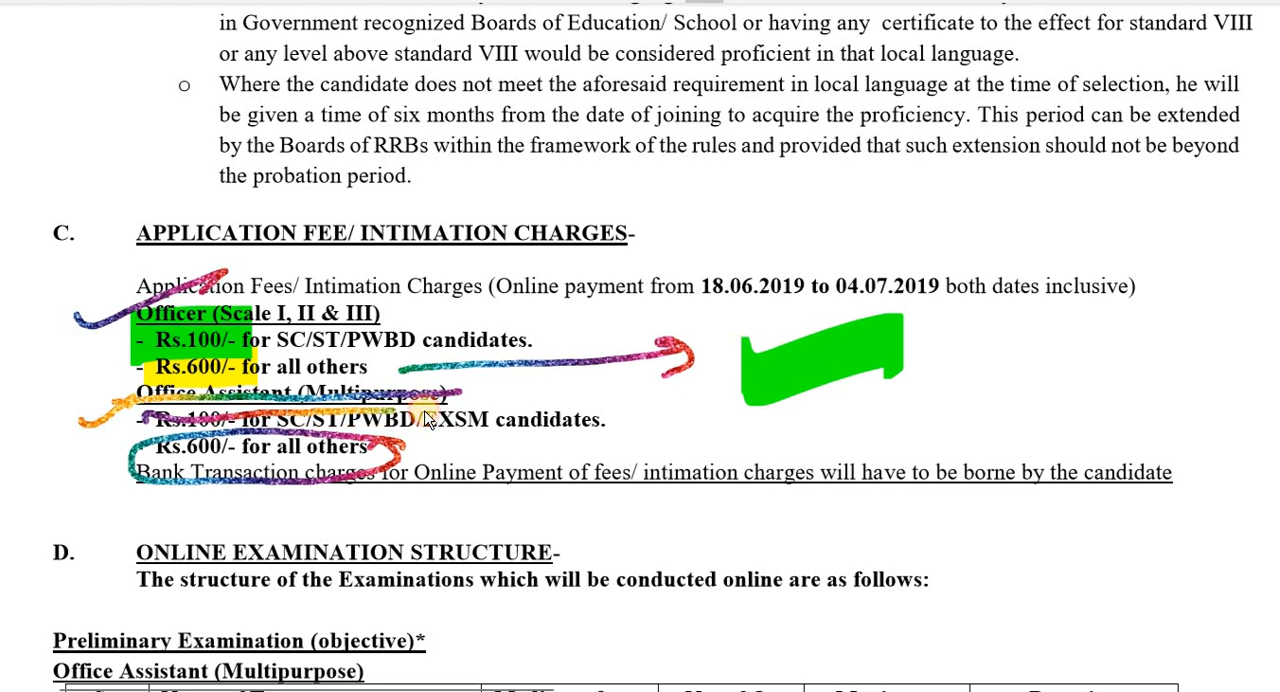 in Government recognized Boards of Education/ School or having any certificate to the effect for standard VIII
or any level above standard VIII would be considered proficient in that local language.
o Where the candidate does not meet the aforesaid requirement in local language at the time of selection, he will
be given a time of six months from the date of joining to acquire the proficiency. This period can be extended
by the Boards of RRBs within the framework of the rules and provided that such extension should not be beyond
the probation period.
C. APPLICATION FEE/ INTIMATION CHARGES-
Application Fees/ Intimation Charges (Online payment from 18.06.2019 to 04.07.2019 both dates inclusive)
Officer (Scale I, II & III)
- Rs.100/- for SC/ST/PWBD candidates.
- Rs.600/- for all others
Office Assistant (Multipurpose)
- Rs.100/- for SC/ST/PWBD/EXSM candidates.
Rs.600/- for all others
Bank Transaction charges for Online Payment of fees/ intimation charges will have to be borne by the candidate
D. ONLINE EXAMINATION STRUCTURE-
The structure of the Examinations which will be conducted online are as follows:
Preliminary Examination (objective)*
Office Assistant (Multipurpose)